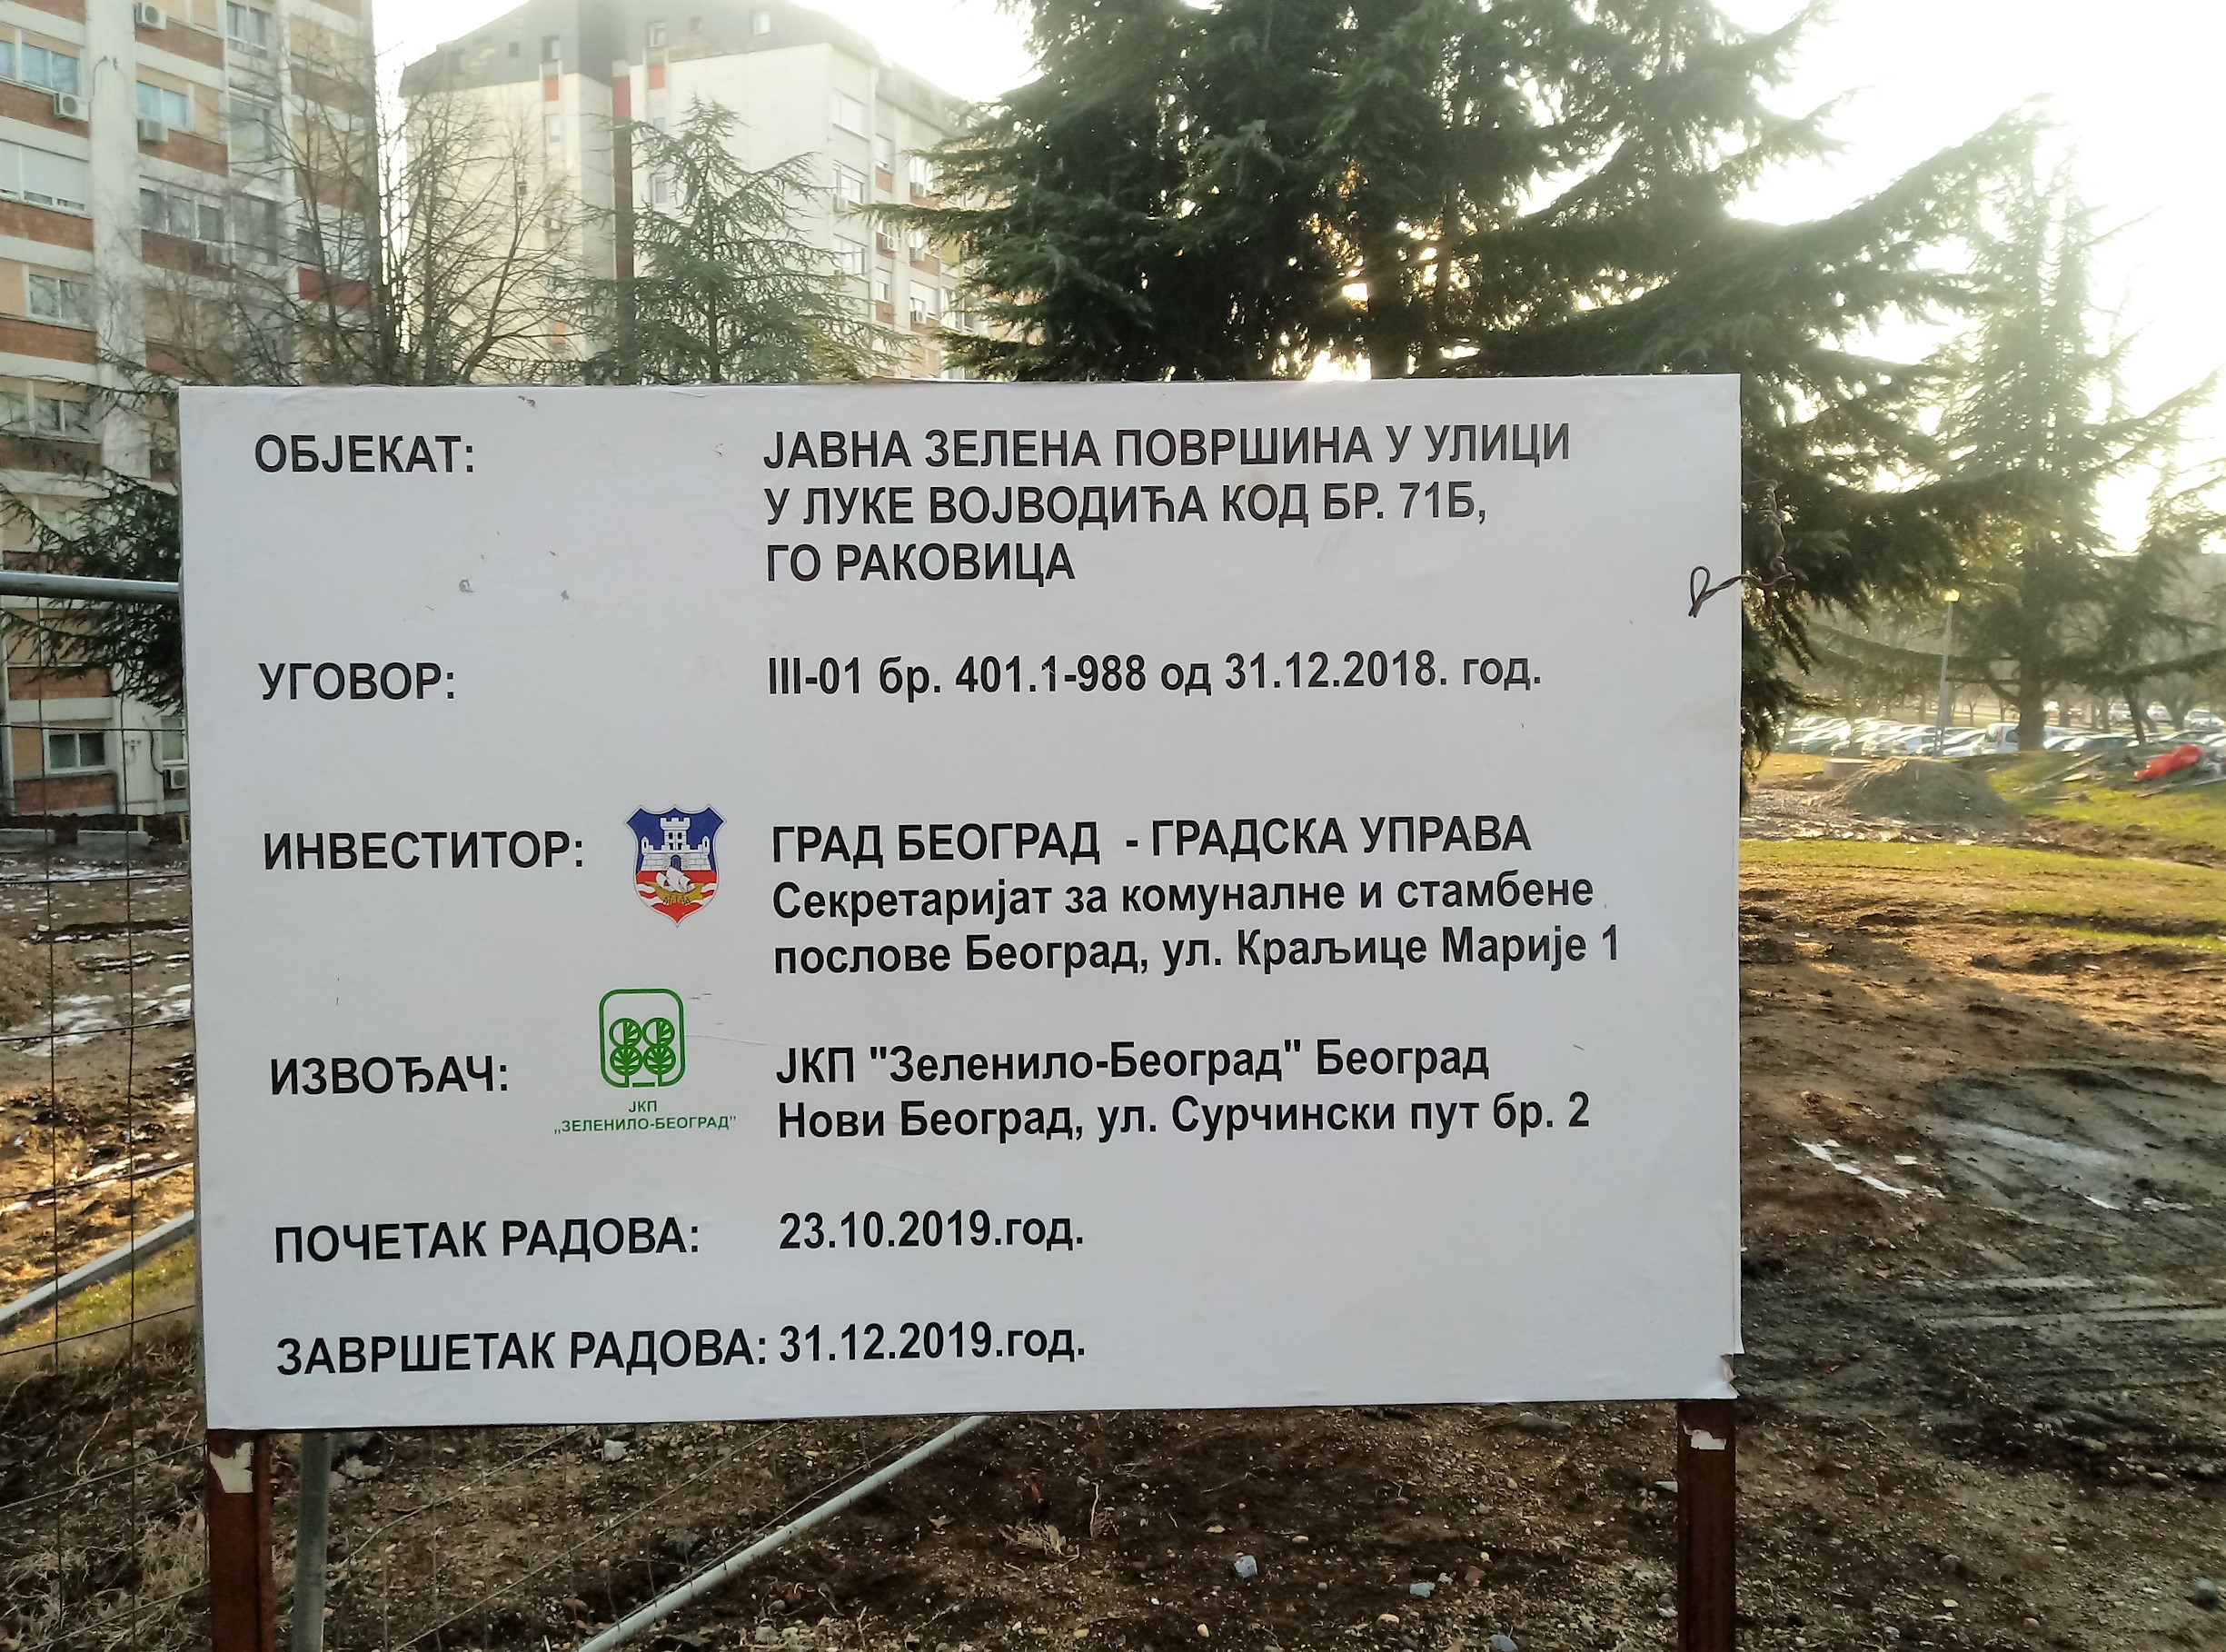 ОБЈЕКАТ: ЈАВНА ЗЕЛЕНА ПОВРШИНА У УЛИЦИ
У ЛУКЕ ВОЈВОДИЋА КОД БР. 71Б,
ГО РАКОВИЦА
УГОВОР: III-01 бр. 401.1-988 од 31.12.2018. год.
ИНВЕСТИТОР: ГРАД БЕОГРАД - ГРАДСКА УПРАВА
Секретаријат за комуналне и стамбене
послове Београд, ул. Краљице Марије 1
ИЗВОЂАЧ: ЈКП "Зеленило-Београд" Београд
Нови Београд, ул. Сурчински пут бр. 2
ЈКП
„ЗЕЛЕНИЛО-БЕОГРАД”
ПОЧЕТАК РАДОВА: 23.10.2019.год.
ЗАВРШЕТАК РАДОВА: 31.12.2019.год.